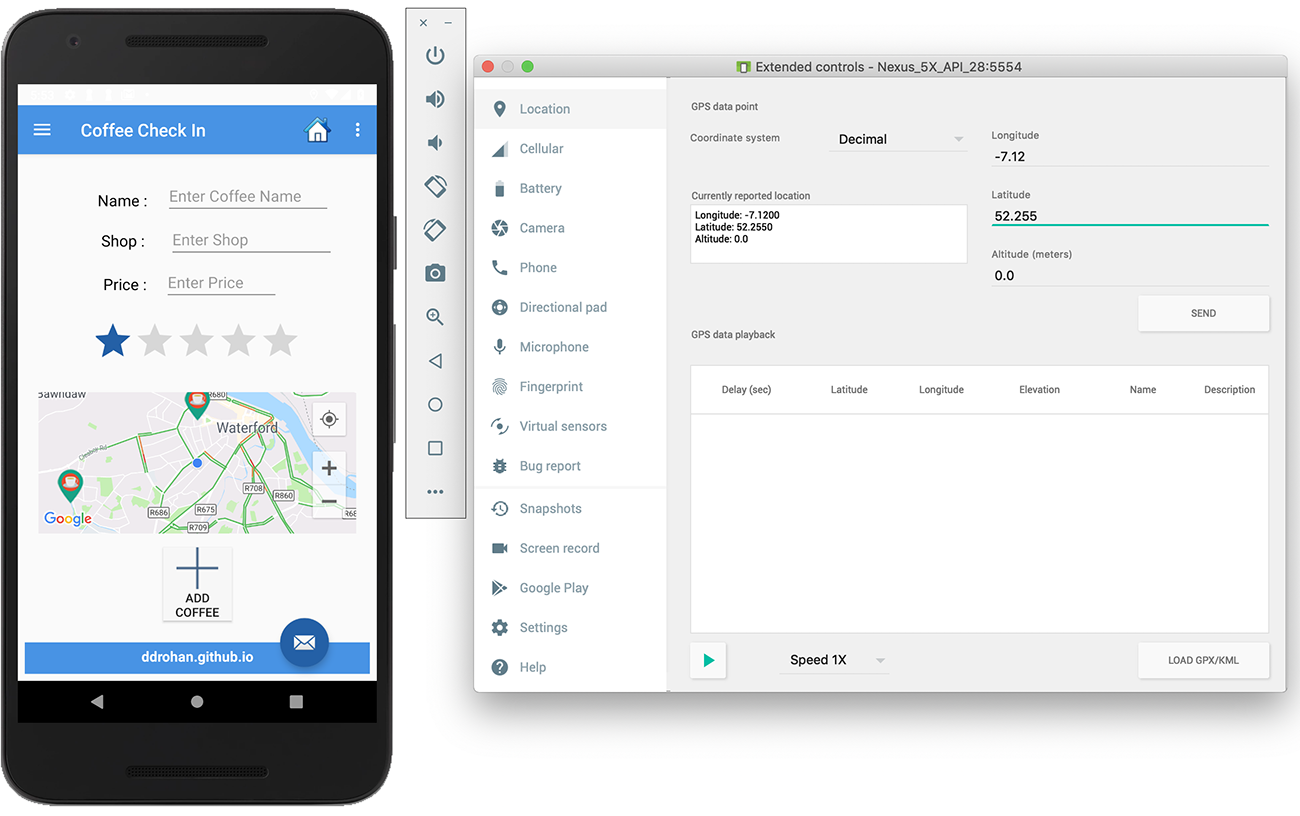 Coffee Check In
Name :
Enter Coffee Name
Shop :
Enter Shop
Price :
Enter Price
R680
Waterford
Cleaboy Rd
R708
R860
R686
R675
R709
Google
ADD
COFFEE
ddrohan.github.io
Extended controls - Nexus_5X_API_28:5554
Location
Cellular
Battery
Camera
Phone
Directional pad
Microphone
Fingerprint
Virtual sensors
Bug report
Snapshots
Screen record
Google Play
Settings
Help
GPS data point
Coordinate system
Decimal
Longitude
-7.12
Latitude
52.255
Altitude (meters)
0.0
Currently reported location
Longitude: -7.1200
Latitude: 52.2550
Altitude: 0.0
SEND
GPS data playback
Delay (sec) Latitude Longitude Elevation Name Description
Speed 1X
LOAD GPX/KML